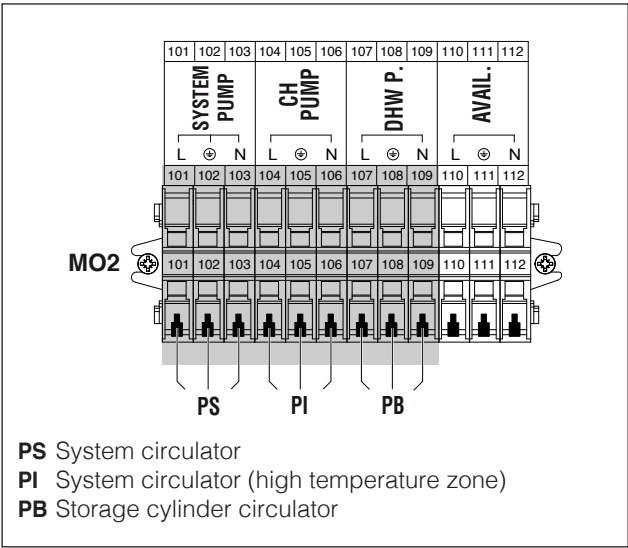 101 102 103 104 105 106 107 108 109 110 111 112
SYSTEM PUMP CH PUMP DHW P. AVAIL.
L N L N L N L N
101 102 103 104 105 106 107 108 109 110 111 112
MO2 101 102 103 104 105 106 107 108 109 110 111 112
PS PI PB
PS System circulator
PI System circulator (high temperature zone)
PB Storage cylinder circulator